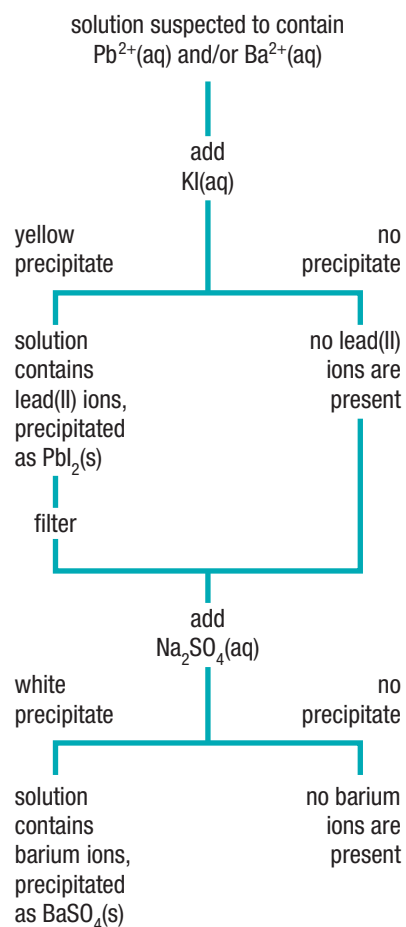 solution suspected to contain
Pb²⁺(aq) and/or Ba²⁺(aq)
add
KI(aq)
yellow
precipitate
no
precipitate
solution
contains
lead(II) ions,
precipitated
as PbI₂(s)
no lead(II)
ions are
present
filter
add
Na₂SO₄(aq)
white
precipitate
no
precipitate
solution
contains
barium ions,
precipitated
as BaSO₄(s)
no barium
ions are
present